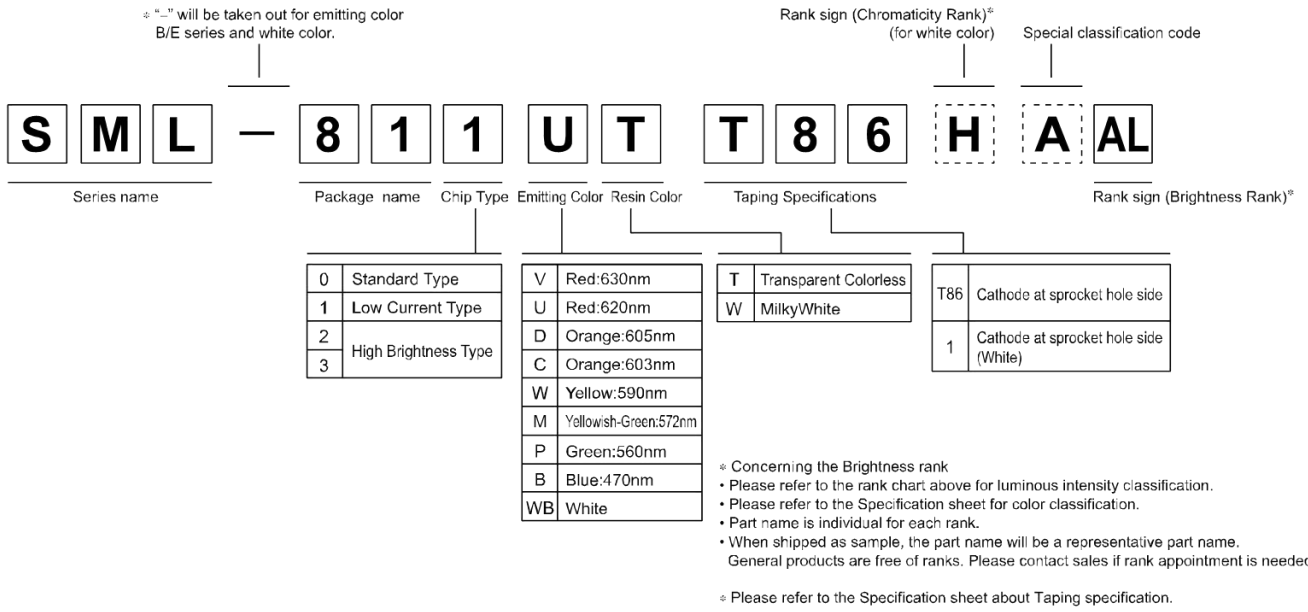 * "–" will be taken out for emitting color
B/E series and white color.
Rank sign (Chromaticity Rank)*
(for white color)
Special classification code
S M L — 8 1 1 U T T 8 6 H A AL
Series name
Package name
Chip Type
Emitting Color
Resin Color
Taping Specifications
Rank sign (Brightness Rank)*
0 Standard Type
1 Low Current Type
2
3
High Brightness Type
V Red:630nm
U Red:620nm
D Orange:605nm
C Orange:603nm
W Yellow:590nm
M Yellowish-Green:572nm
P Green:560nm
B Blue:470nm
WB White
T Transparent Colorless
W MilkyWhite
T86 Cathode at sprocket hole side
1 Cathode at sprocket hole side
(White)
* Concerning the Brightness rank
• Please refer to the rank chart above for luminous intensity classification.
• Please refer to the Specification sheet for color classification.
• Part name is individual for each rank.
• When shipped as sample, the part name will be a representative part name.
General products are free of ranks. Please contact sales if rank appointment is needed
* Please refer to the Specification sheet about Taping specification.